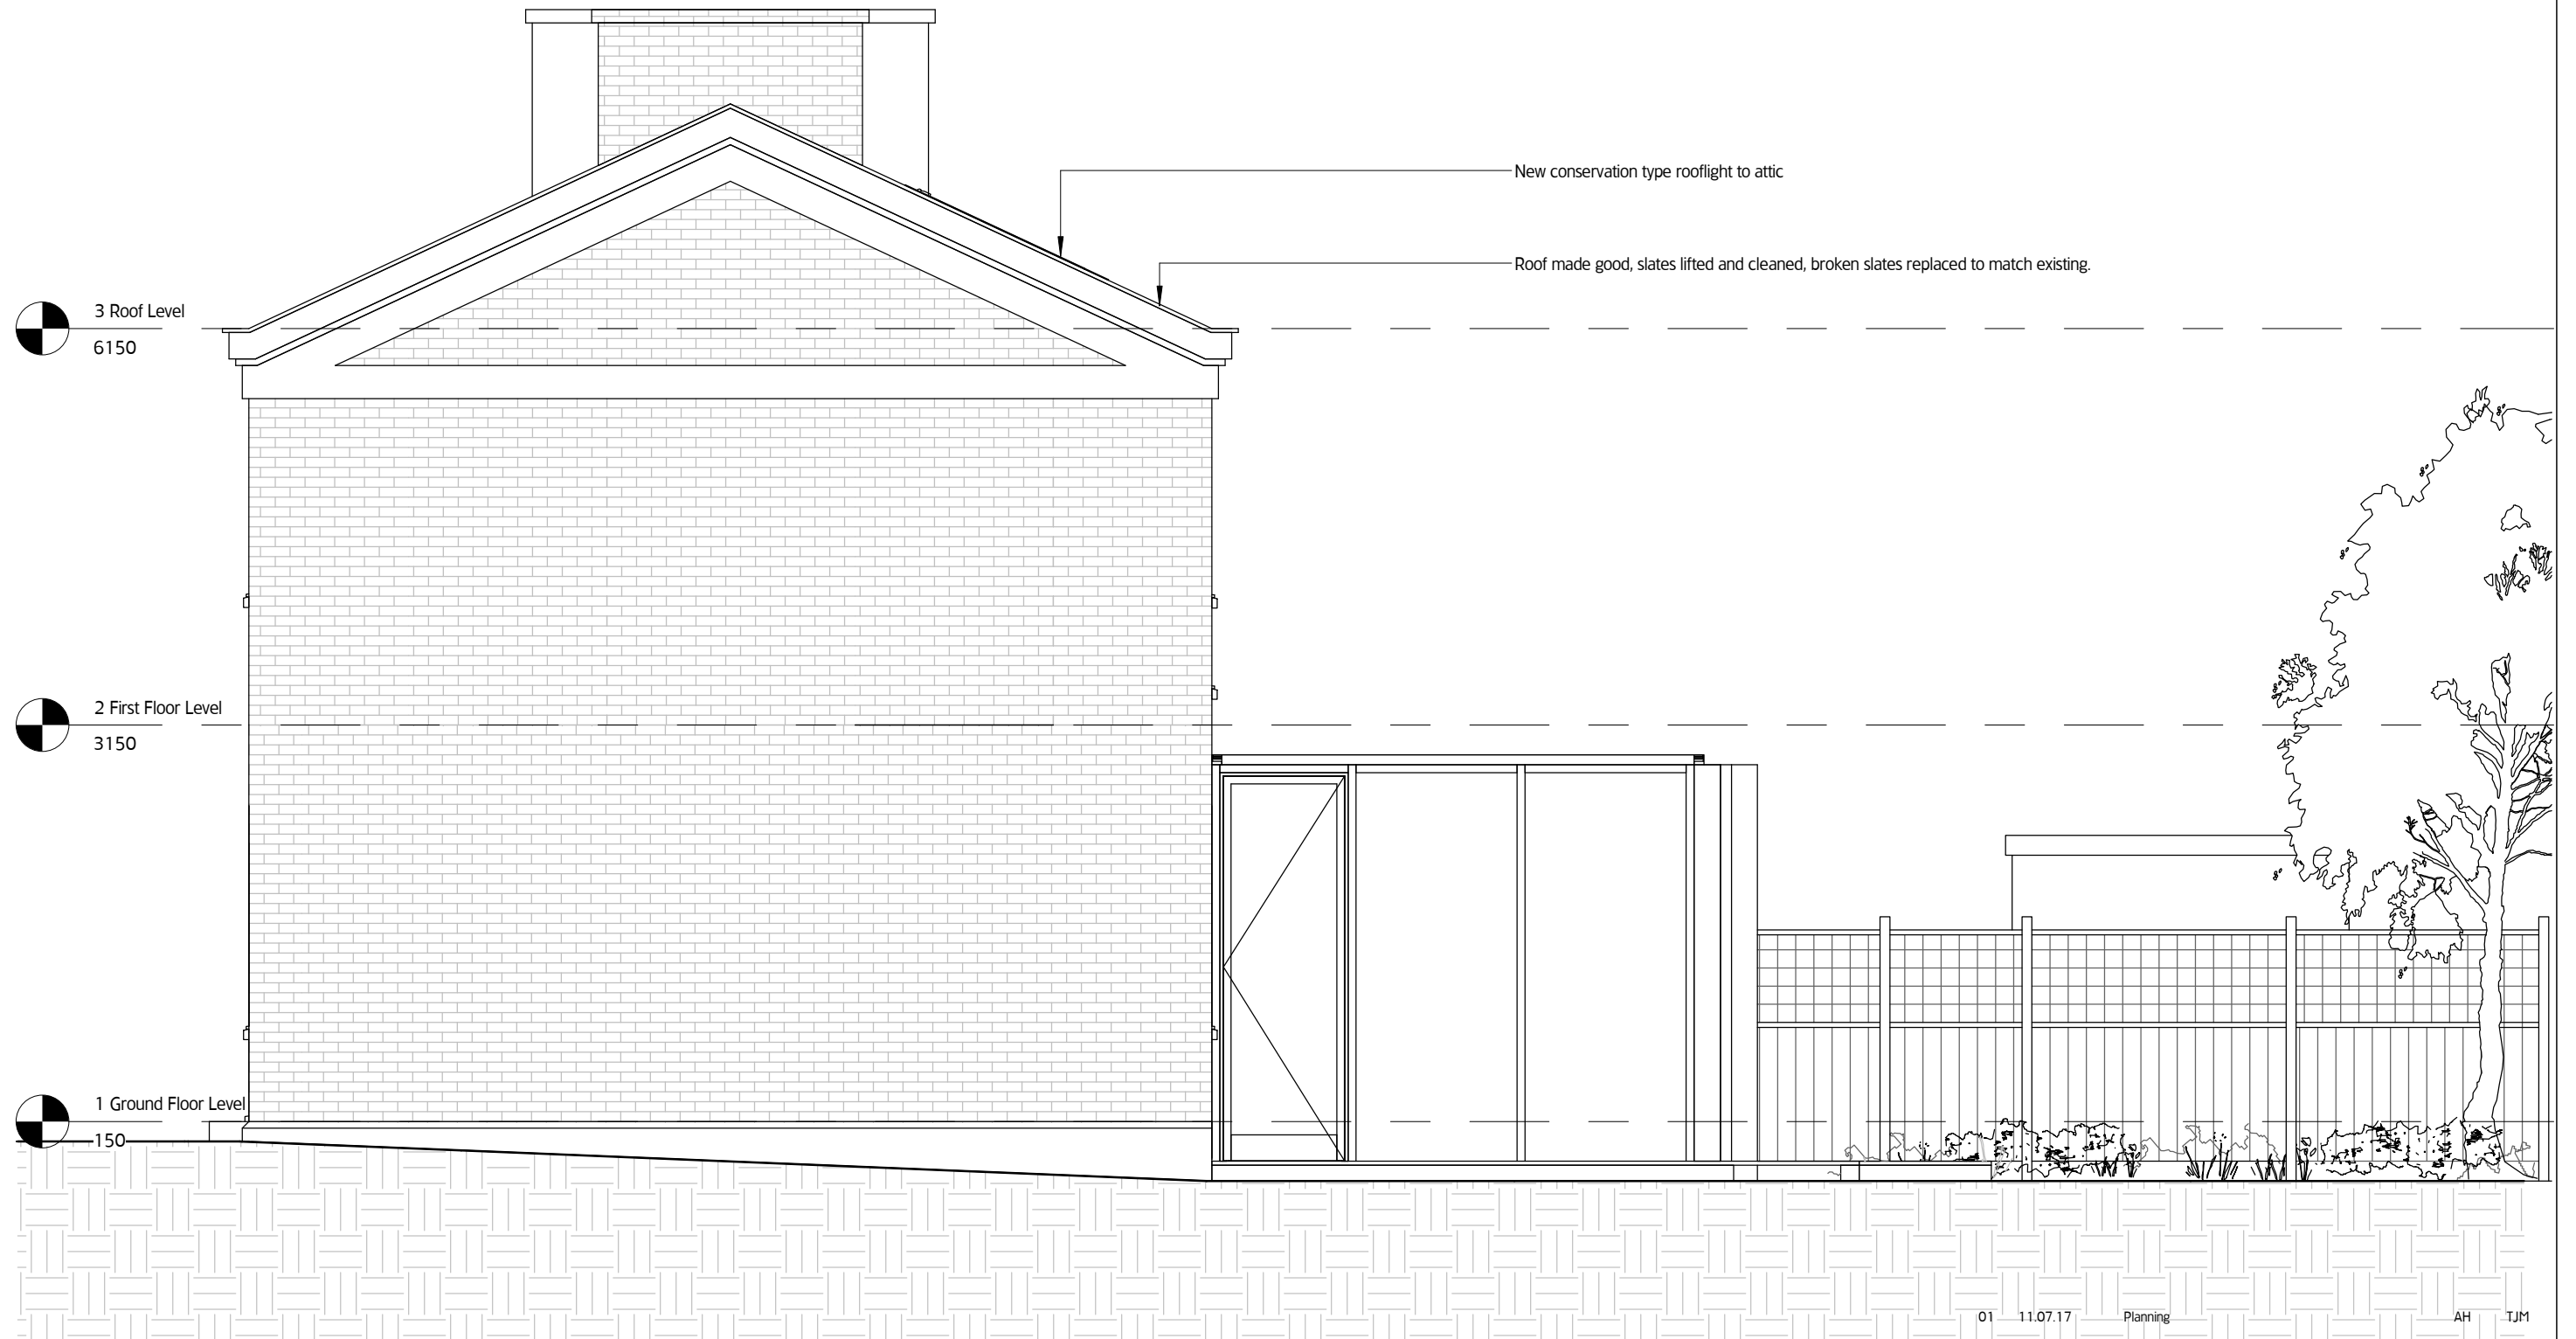 New conservation type rooflight to attic
Roof made good, slates lifted and cleaned, broken slates replaced to match existing.
3 Roof Level
6150
2 First Floor Level
3150
1 Ground Floor Level
150
01 11.07.17 Planning AH TJM